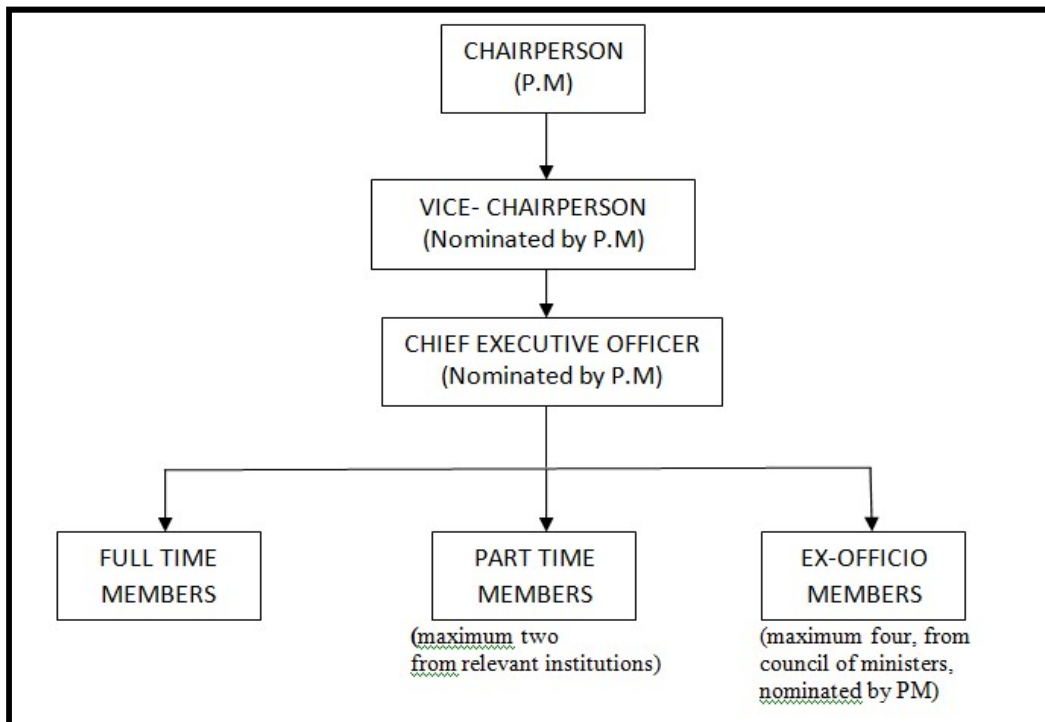 CHAIRPERSON
(P.M)
VICE- CHAIRPERSON
(Nominated by P.M)
CHIEF EXECUTIVE OFFICER
(Nominated by P.M)
FULL TIME
MEMBERS
PART TIME
MEMBERS
(maximum two
from relevant institutions)
EX-OFFICIO
MEMBERS
(maximum four, from
council of ministers,
nominated by PM)